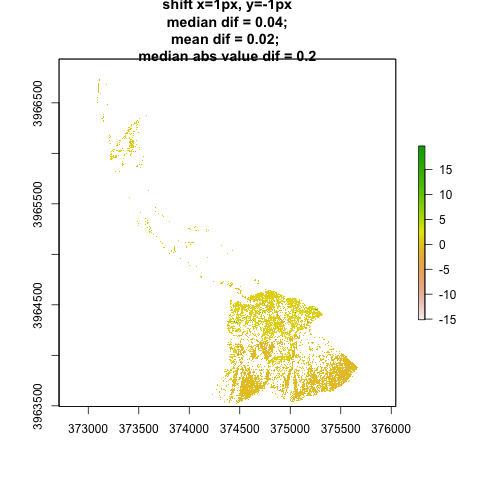 shift x=1px, y=-1px
median dif = 0.04;
mean dif = 0.02;
median abs value dif = 0.2
3966500
3965500
3964500
3963500
15
10
5
0
-5
-10
-15
373000 373500 374000 374500 375000 375500 376000